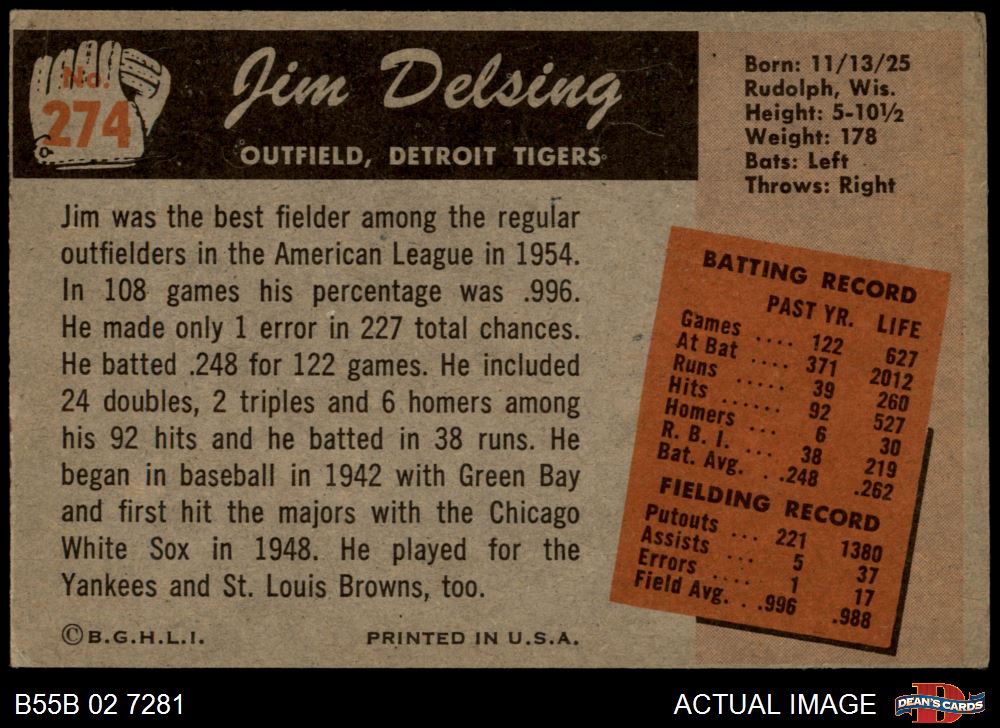 No.
274
Jim Delsing
OUTFIELD, DETROIT TIGERS
Born: 11/13/25
Rudolph, Wis.
Height: 5-10½
Weight: 178
Bats: Left
Throws: Right
Jim was the best fielder among the regular
outfielders in the American League in 1954.
In 108 games his percentage was .996.
He made only 1 error in 227 total chances.
He batted .248 for 122 games. He included
24 doubles, 2 triples and 6 homers among
his 92 hits and he batted in 38 runs. He
began in baseball in 1942 with Green Bay
and first hit the majors with the Chicago
White Sox in 1948. He played for the
Yankees and St. Louis Browns, too.
©B.G.H.L.I. PRINTED IN U.S.A.
BATTING RECORD
PAST YR. LIFE
Games .... 122 627
At Bat .... 371 2012
Runs ..... 39 260
Hits ...... 92 527
Homers ... 6 30
R. B. I. ... 38 219
Bat. Avg. . .248 .262
FIELDING RECORD
Putouts ... 221 1380
Assists ... 5 37
Errors .... 1 17
Field Avg. . .996 .988
B55B 02 7281 ACTUAL IMAGE
DEAN'S CARDS